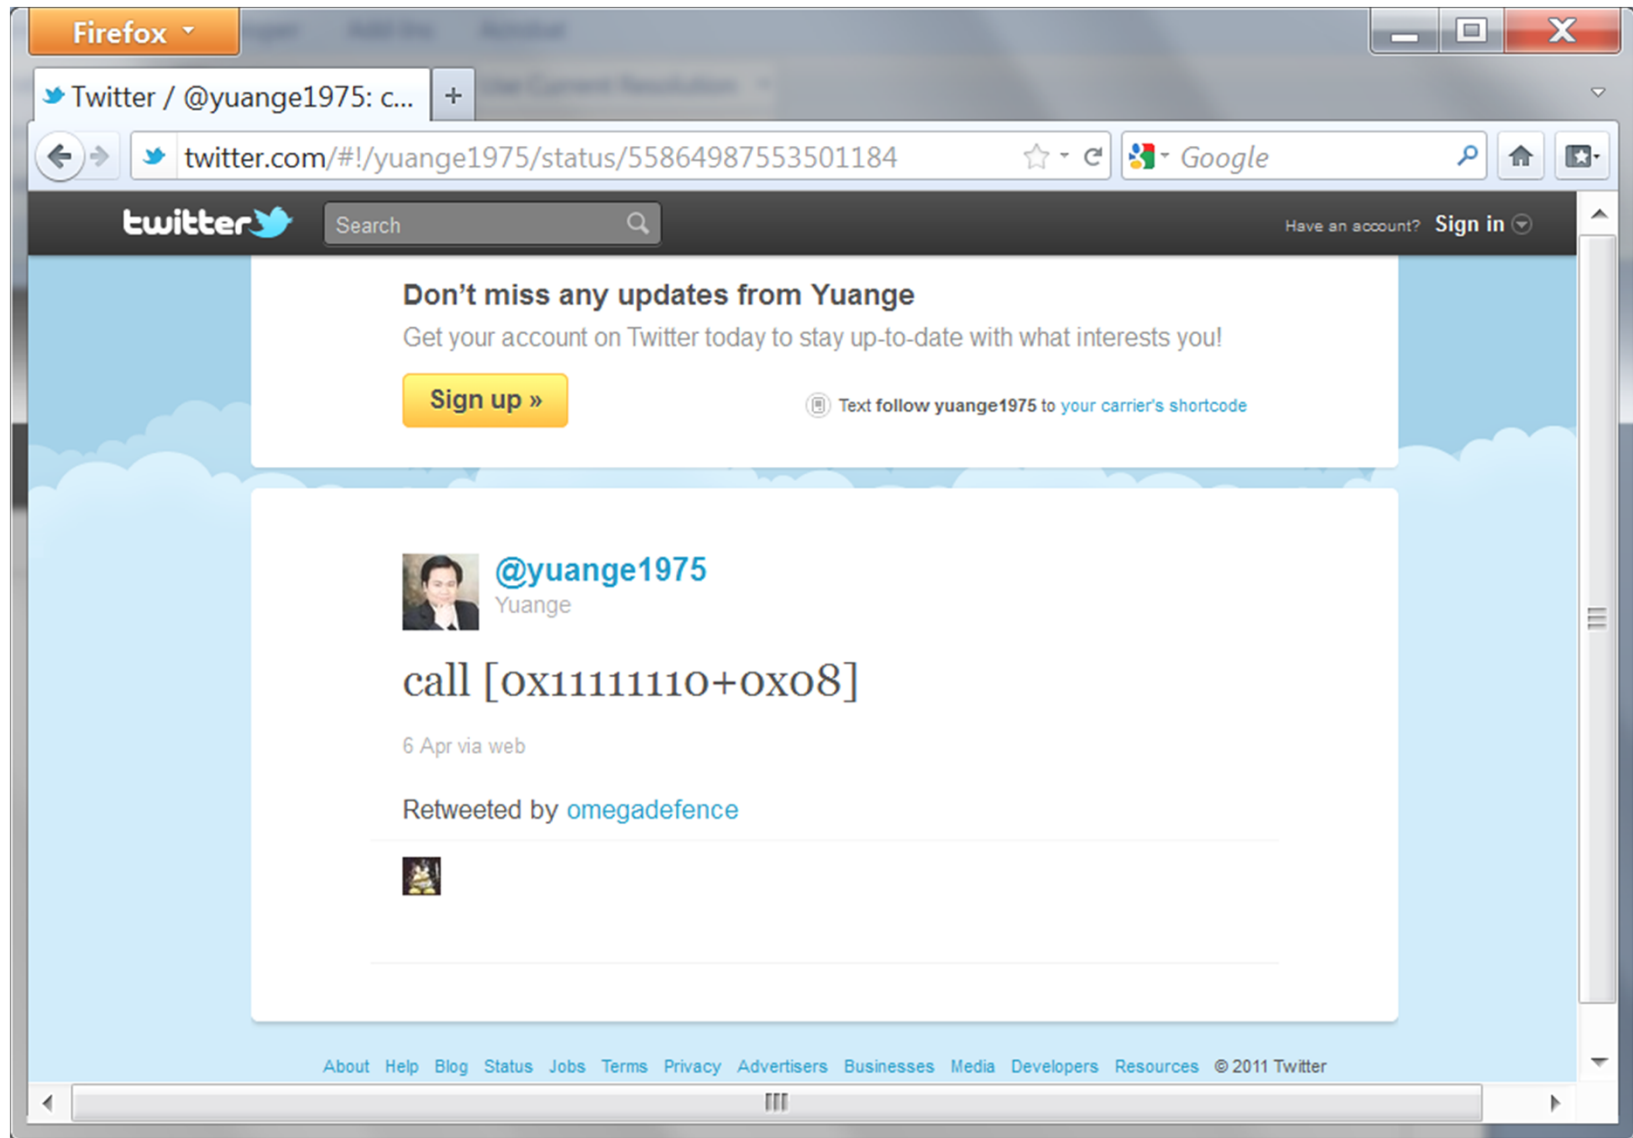 Firefox
Twitter / @yuange1975: c...
+
twitter.com/#!/yuange1975/status/55864987553501184
Google
twitter
Search
Have an account? Sign in
Don't miss any updates from Yuange
Get your account on Twitter today to stay up-to-date with what interests you!
Sign up »
Text follow yuange1975 to your carrier's shortcode
@yuange1975
Yuange
call [0x11111110+0x08]
6 Apr via web
Retweeted by omegadefence
About Help Blog Status Jobs Terms Privacy Advertisers Businesses Media Developers Resources © 2011 Twitter